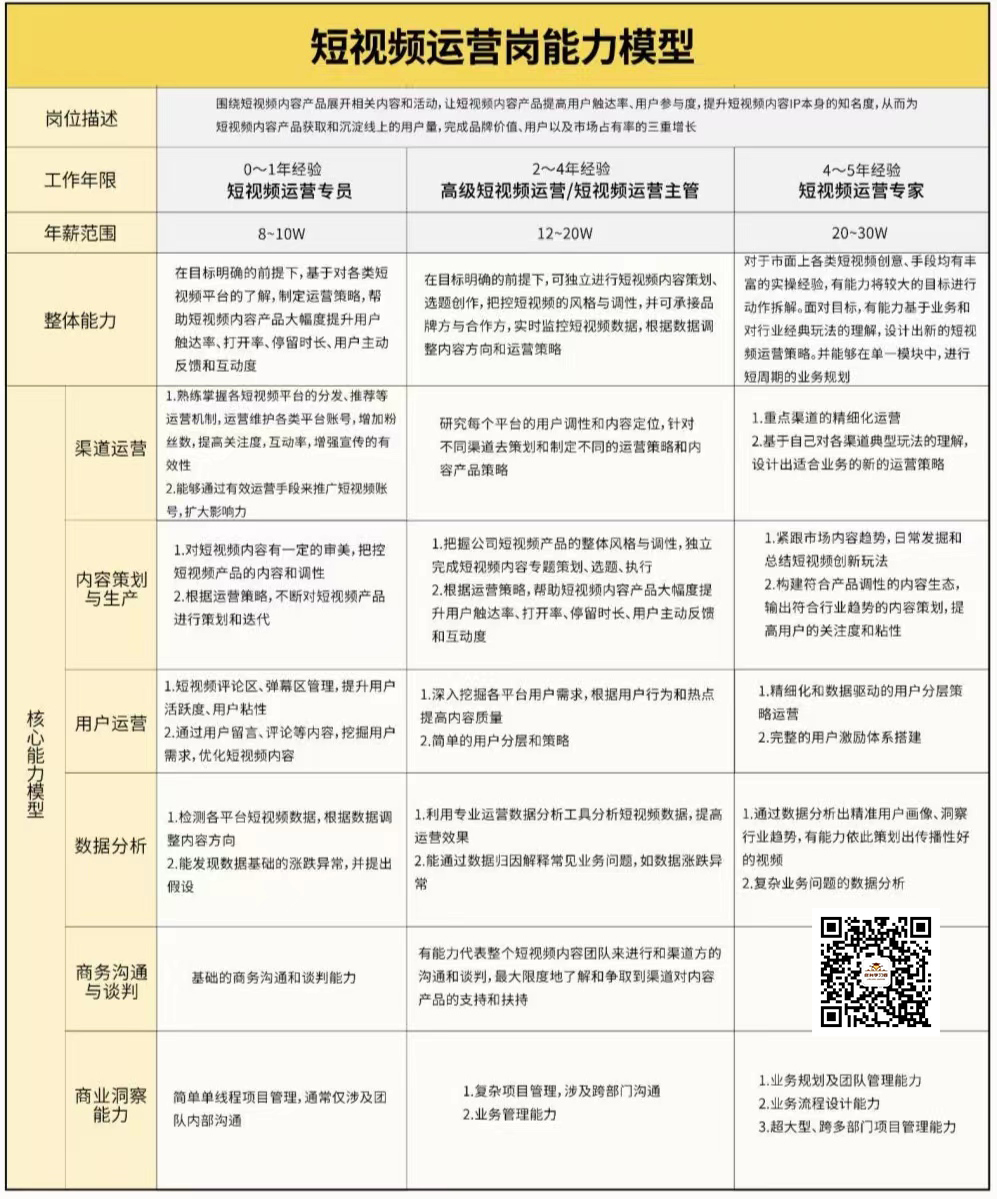 短视频运营岗能力模型
岗位描述
围绕短视频内容产品展开相关内容和活动，让短视频内容产品提高用户触达率、用户参与度，提升短视频内容IP本身的知名度，从而为
短视频内容产品获取和沉淀线上的用户量，完成品牌价值、用户以及市场占有率的三重增长
工作年限
0～1年经验
短视频运营专员
2～4年经验
高级短视频运营/短视频运营主管
4～5年经验
短视频运营专家
年薪范围
8~10W
12~20W
20~30W
整体能力
在目标明确的前提下，基于对各类短
视频平台的了解，制定运营策略，帮
助短视频内容产品大幅度提升用户
触达率、打开率、停留时长、用户主动
反馈和互动度
在目标明确的前提下，可独立进行短视频内容策划、
选题创作，把控短视频的风格与调性，并可承接品
牌方与合作方，实时监控短视频数据，根据数据调
整内容方向和运营策略
对于市面上各类短视频创意、手段均有丰
富的实操经验，有能力将较大的目标进行
动作拆解。面对目标，有能力基于业务和
对行业经典玩法的理解，设计出新的短视
频运营策略。并能够在单一模块中，进行
短周期的业务规划
核心能力模型
渠道运营
1.熟练掌握各短视频平台的分发、推荐等
运营机制，运营维护各类平台账号，增加粉
丝数，提高关注度，互动率，增强宣传的有
效性
2.能够通过有效运营手段来推广短视频账
号，扩大影响力
研究每个平台的用户调性和内容定位，针对
不同渠道去策划和制定不同的运营策略和内
容产品策略
1.重点渠道的精细化运营
2.基于自己对各渠道典型玩法的理解，
设计出适合业务的新的运营策略
内容策划
与生产
1.对短视频内容有一定的审美，把控
短视频产品的内容和调性
2.根据运营策略，不断对短视频产品
进行策划和迭代
1.把握公司短视频产品的整体风格与调性，独立
完成短视频内容专题策划、选题、执行
2.根据运营策略，帮助短视频内容产品大幅度提
升用户触达率、打开率、停留时长、用户主动反馈
和互动度
1.紧跟市场内容趋势，日常发掘和
总结短视频创新玩法
2.构建符合产品调性的内容生态，
输出符合行业趋势的内容策划，提
高用户的关注度和粘性
用户运营
1.短视频评论区、弹幕区管理，提升用户
活跃度、用户粘性
2.通过用户留言、评论等内容，挖掘用户
需求，优化短视频内容
1.深入挖掘各平台用户需求，根据用户行为和热点
提高内容质量
2.简单的用户分层和策略
1.精细化和数据驱动的用户分层策
略运营
2.完整的用户激励体系搭建
数据分析
1.检测各平台短视频数据，根据数据调
整内容方向
2.能发现数据基础的涨跌异常，并提出
假设
1.利用专业运营数据分析工具分析短视频数据，提高
运营效果
2.能通过数据归因解释常见业务问题，如数据涨跌异
常
1.通过数据分析出精准用户画像、洞察
行业趋势，有能力依此策划出传播性好
的视频
2.复杂业务问题的数据分析
商务沟通
与谈判
基础的商务沟通和谈判能力
有能力代表整个短视频内容团队来进行和渠道方的
沟通和谈判，最大限度地了解和争取到渠道对内容
产品的支持和扶持
商业洞察
能力
简单单线程项目管理，通常仅涉及团
队内部沟通
1.复杂项目管理，涉及跨部门沟通
2.业务管理能力
1.业务规划及团队管理能力
2.业务流程设计能力
3.超大型、跨多部门项目管理能力